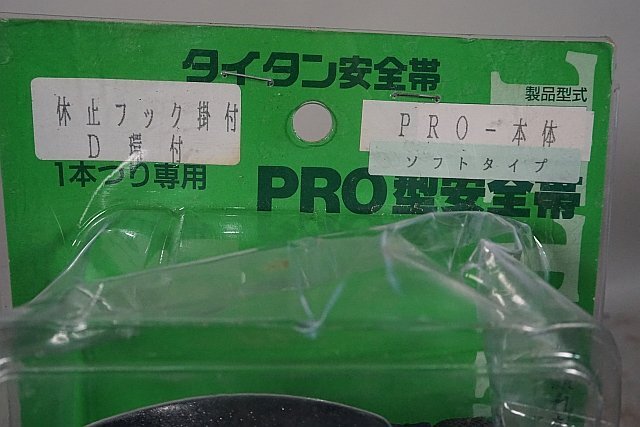 タイタン安全帯
製品型式
休止フック掛付
D環付
PRO-本体
ソフトタイプ
1本つり専用
PRO型安全帯